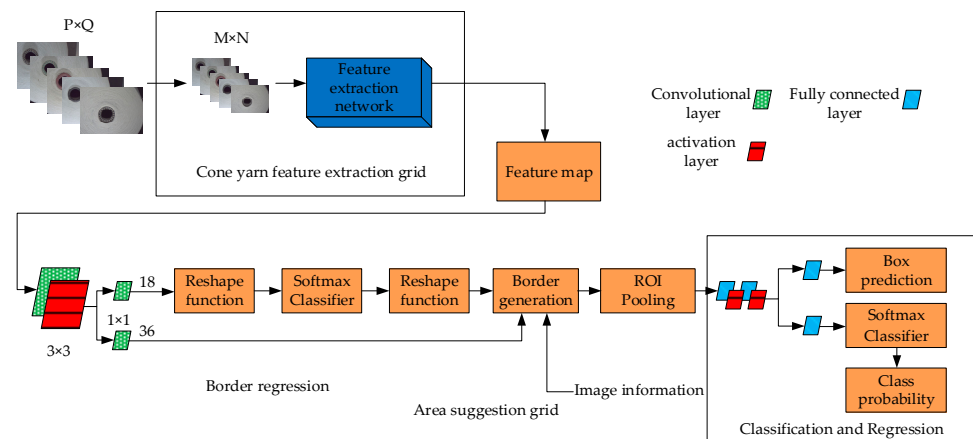 P×Q
M×N
Feature
extraction
network
Cone yarn feature extraction grid
Feature map
Convolutional
layer
Fully connected
layer
activation
layer
3×3
1×1
18
36
Reshape
function
Softmax
Classifier
Reshape
function
Border
generation
ROI
Pooling
Border regression
Area suggestion grid
Image information
Box
prediction
Softmax
Classifier
Class
probability
Classification and Regression